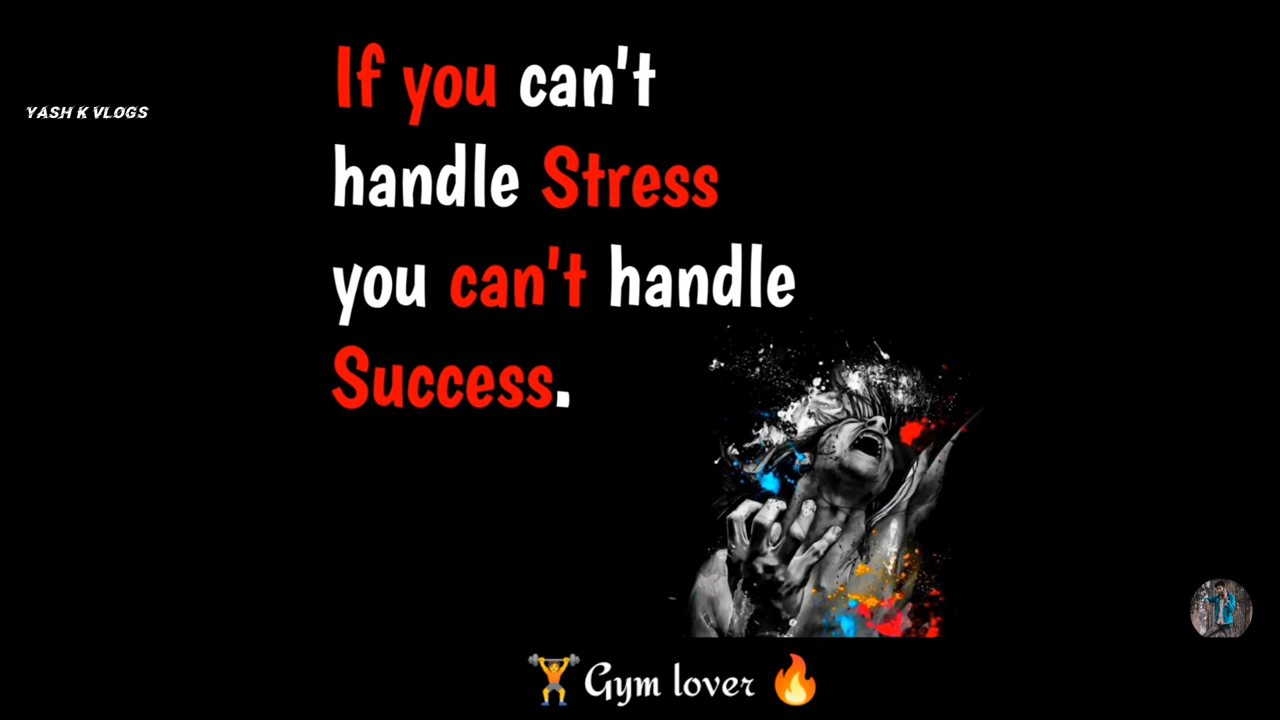 If you can't
YASH K VLOGS
handle Stress
you can't handle
Success.
🏋️Gym lover 🔥